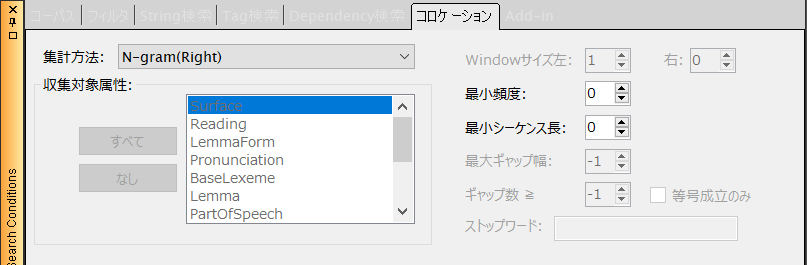 コーパス フィルタ String検索 Tag検索 Dependency検索 コロケーション Add-in
集計方法: N-gram(Right)
Windowサイズ左: 1 右: 0
収集対象属性:
最小頻度: 0
Surface
Reading
LemmaForm
Pronunciation
BaseLexeme
Lemma
PartOfSpeech
すべて
なし
最小シーケンス長: 0
最大ギャップ幅: -1
ギャップ数 ≧ -1 等号成立のみ
ストップワード:
Search Conditions